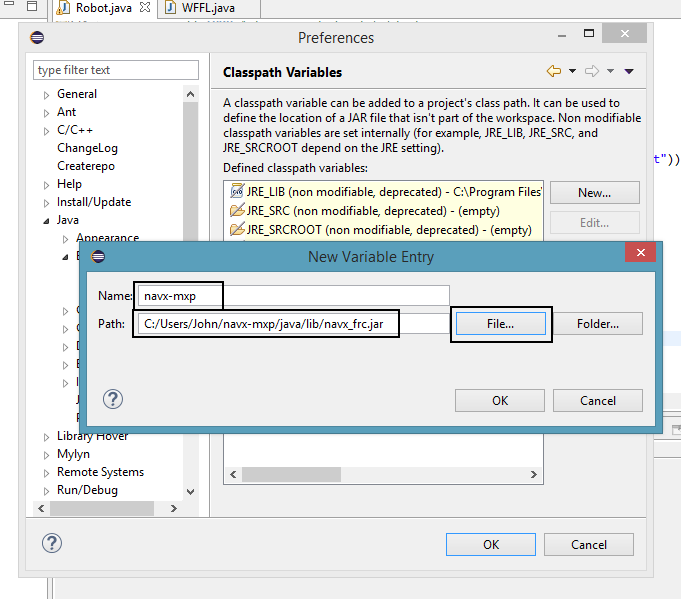 Robot.java
WFFL.java
Preferences
type filter text
General
Ant
C/C++
ChangeLog
Createrepo
Help
Install/Update
Java
Appearance
Classpath Variables
A classpath variable can be added to a project's class path. It can be used to
define the location of a JAR file that isn't part of the workspace. Non modifiable
classpath variables are set internally (for example, JRE_LIB, JRE_SRC, and
JRE_SRCROOT depend on the JRE setting).
Defined classpath variables:
JRE_LIB (non modifiable, deprecated) - C:\Program Files
JRE_SRC (non modifiable, deprecated) - (empty)
JRE_SRCROOT (non modifiable, deprecated) - (empty)
New...
Edit...
t"))
New Variable Entry
Name: navx-mxp
Path: C:/Users/John/navx-mxp/java/lib/navx_frc.jar File... Folder...
OK Cancel
Library Hover
Mylyn
Remote Systems
Run/Debug
OK Cancel